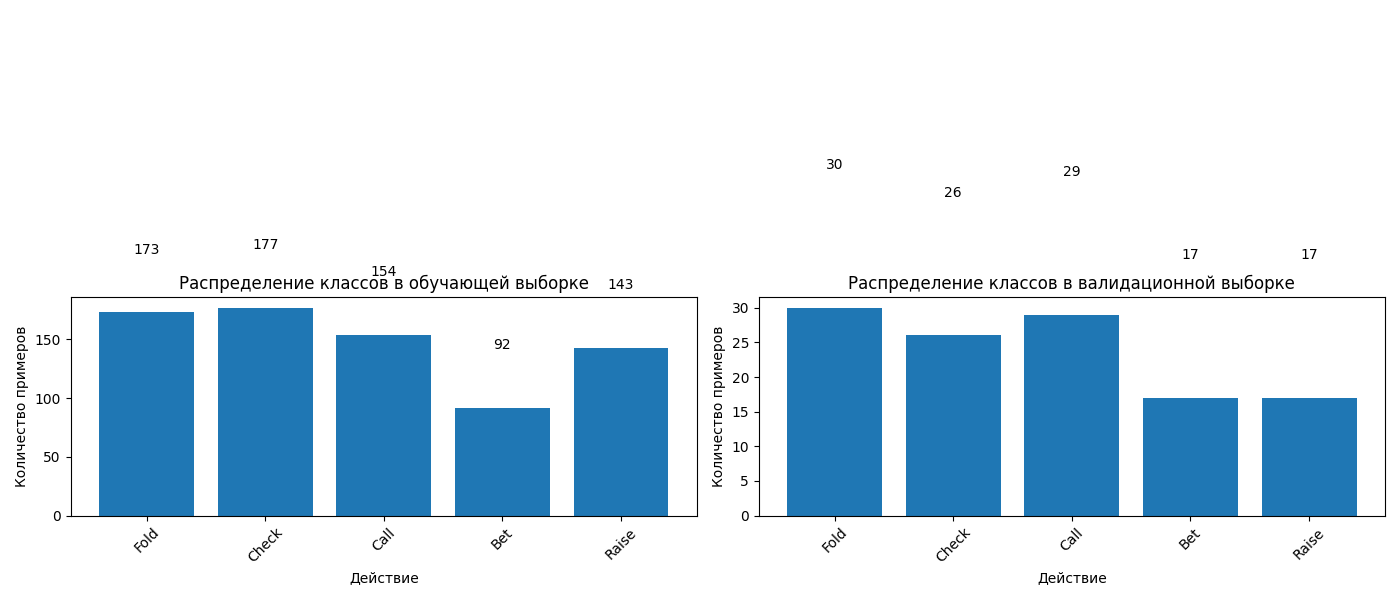 173
177
154
92
143
Распределение классов в обучающей выборке
Количество примеров
150
100
50
0
Fold
Check
Call
Bet
Raise
Действие
30
26
29
17
17
Распределение классов в валидационной выборке
Количество примеров
30
25
20
15
10
5
0
Fold
Check
Call
Bet
Raise
Действие